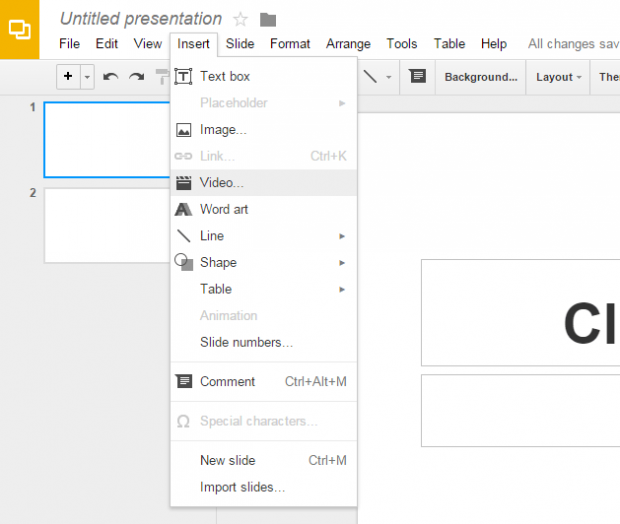 Untitled presentation
File Edit View Insert Slide Format Arrange Tools Table Help All changes sav
Background... Layout The
1
2
Text box
Placeholder
Image...
Link... Ctrl+K
Video...
Word art
Line
Shape
Table
Animation
Slide numbers...
Comment Ctrl+Alt+M
Special characters...
New slide Ctrl+M
Import slides...
Cl